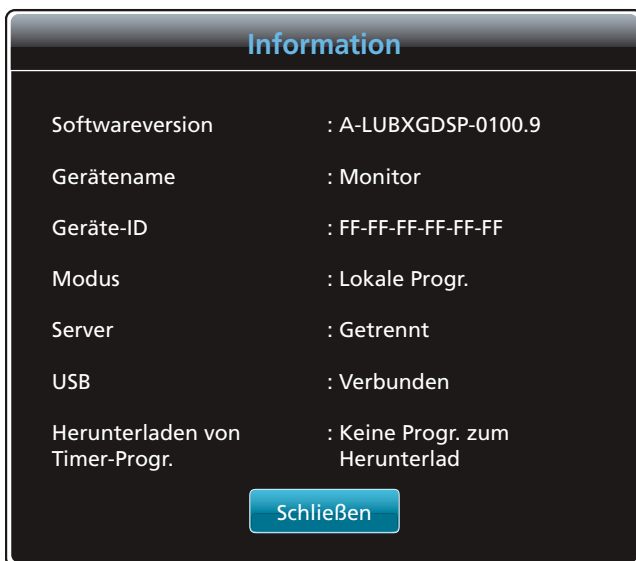 Information
Softwareversion : A-LUBXGDSP-0100.9
Gerätename : Monitor
Geräte-ID : FF-FF-FF-FF-FF-FF
Modus : Lokale Progr.
Server : Getrennt
USB : Verbunden
Herunterladen von : Keine Progr. zum
Timer-Progr. Herunterlad
Schließen